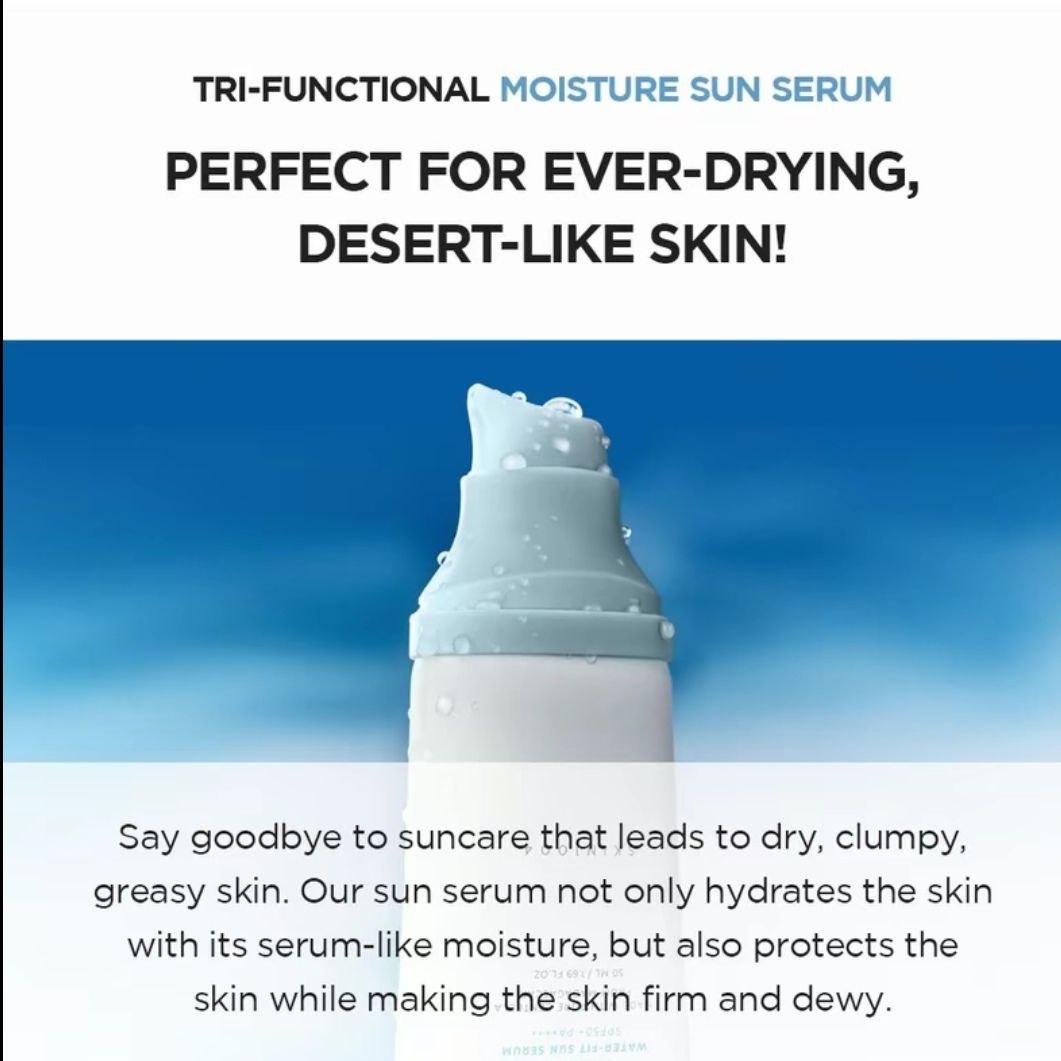 TRI-FUNCTIONAL MOISTURE SUN SERUM
PERFECT FOR EVER-DRYING,
DESERT-LIKE SKIN!
Say goodbye to suncare that leads to dry, clumpy,
greasy skin. Our sun serum not only hydrates the skin
with its serum-like moisture, but also protects the
skin while making the skin firm and dewy.
SKIN1004
50 ML / 1.69 FL.OZ
SPF50+ PA++++
WATER-FIT SUN SERUM